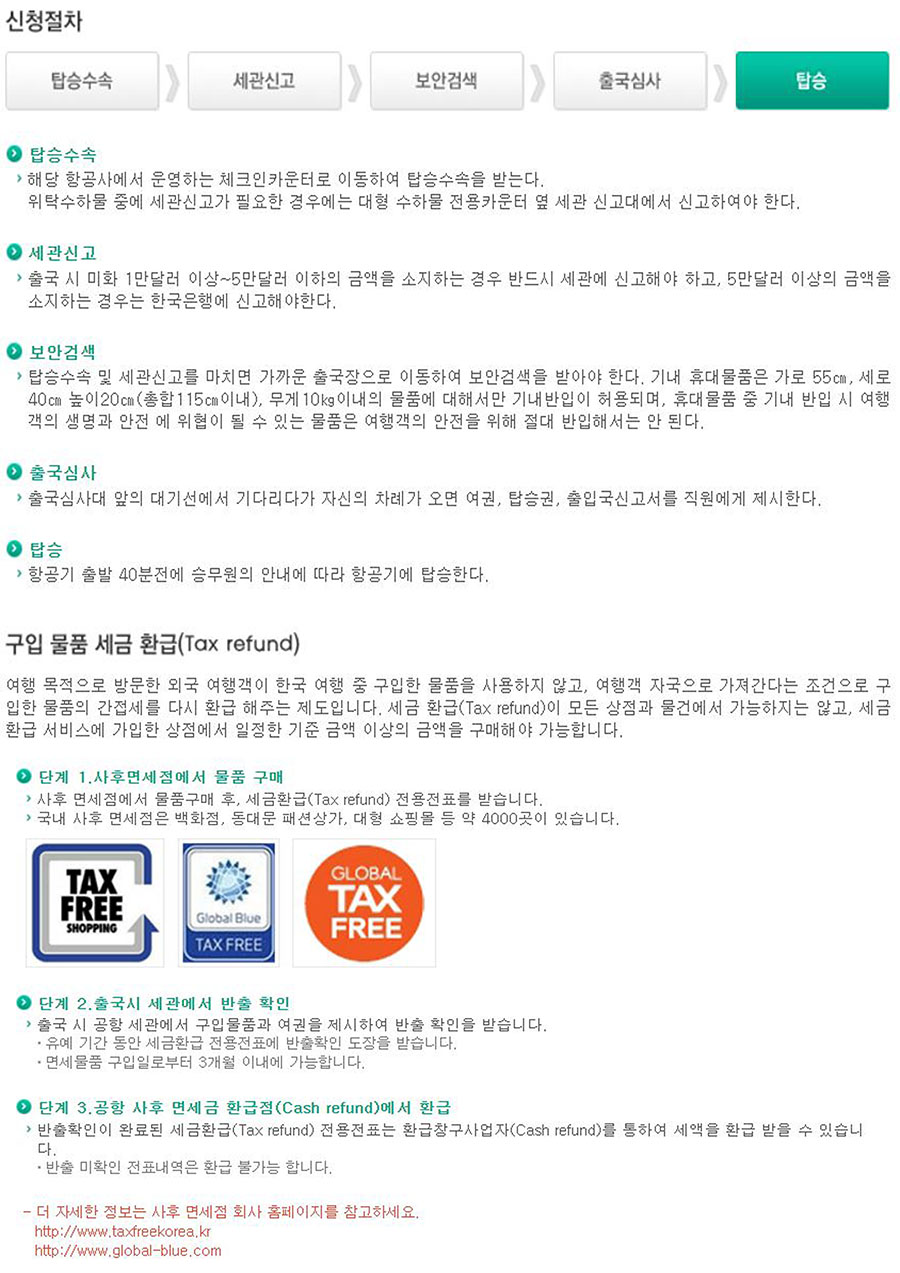 신청절차
탑승수속
세관신고
보안검색
출국심사
탑승
탑승수속
해당 항공사에서 운영하는 체크인카운터로 이동하여 탑승수속을 받는다.
위탁수하물 중에 세관신고가 필요한 경우에는 대형 수하물 전용카운터 옆 세관 신고대에서 신고하여야 한다.
세관신고
출국 시 미화 1만달러 이상~5만달러 이하의 금액을 소지하는 경우 반드시 세관에 신고해야 하고, 5만달러 이상의 금액을
소지하는 경우는 한국은행에 신고해야한다.
보안검색
탑승수속 및 세관신고를 마치면 가까운 출국장으로 이동하여 보안검색을 받아야 한다. 기내 휴대물품은 가로 55㎝, 세로
40㎝ 높이20㎝(총합115㎝이내), 무게10㎏이내의 물품에 대해서만 기내반입이 허용되며, 휴대물품 중 기내 반입 시 여행
객의 생명과 안전 에 위협이 될 수 있는 물품은 여행객의 안전을 위해 절대 반입해서는 안 된다.
출국심사
출국심사대 앞의 대기선에서 기다리다가 자신의 차례가 오면 여권, 탑승권, 출입국신고서를 직원에게 제시한다.
탑승
항공기 출발 40분전에 승무원의 안내에 따라 항공기에 탑승한다.
구입 물품 세금 환급(Tax refund)
여행 목적으로 방문한 외국 여행객이 한국 여행 중 구입한 물품을 사용하지 않고, 여행객 자국으로 가져간다는 조건으로 구
입한 물품의 간접세를 다시 환급 해주는 제도입니다. 세금 환급(Tax refund)이 모든 상점과 물건에서 가능하지는 않고, 세금
환급 서비스에 가입한 상점에서 일정한 기준 금액 이상의 금액을 구매해야 가능합니다.
단계 1.사후면세점에서 물품 구매
사후 면세점에서 물품구매 후, 세금환급(Tax refund) 전용전표를 받습니다.
국내 사후 면세점은 백화점, 동대문 패션상가, 대형 쇼핑몰 등 약 4000곳이 있습니다.
TAX
FREE
SHOPPING
Global Blue
TAX FREE
GLOBAL
TAX
FREE
단계 2.출국시 세관에서 반출 확인
출국 시 공항 세관에서 구입물품과 여권을 제시하여 반출 확인을 받습니다.
· 유예 기간 동안 세금환급 전용전표에 반출확인 도장을 받습니다.
· 면세물품 구입일로부터 3개월 이내에 가능합니다.
단계 3.공항 사후 면세금 환급점(Cash refund)에서 환급
반출확인이 완료된 세금환급(Tax refund) 전용전표는 환급창구사업자(Cash refund)를 통하여 세액을 환급 받을 수 있습니
다.
· 반출 미확인 전표내역은 환급 불가능 합니다.
- 더 자세한 정보는 사후 면세점 회사 홈페이지를 참고하세요.
http://www.taxfreekorea.kr
http://www.global-blue.com